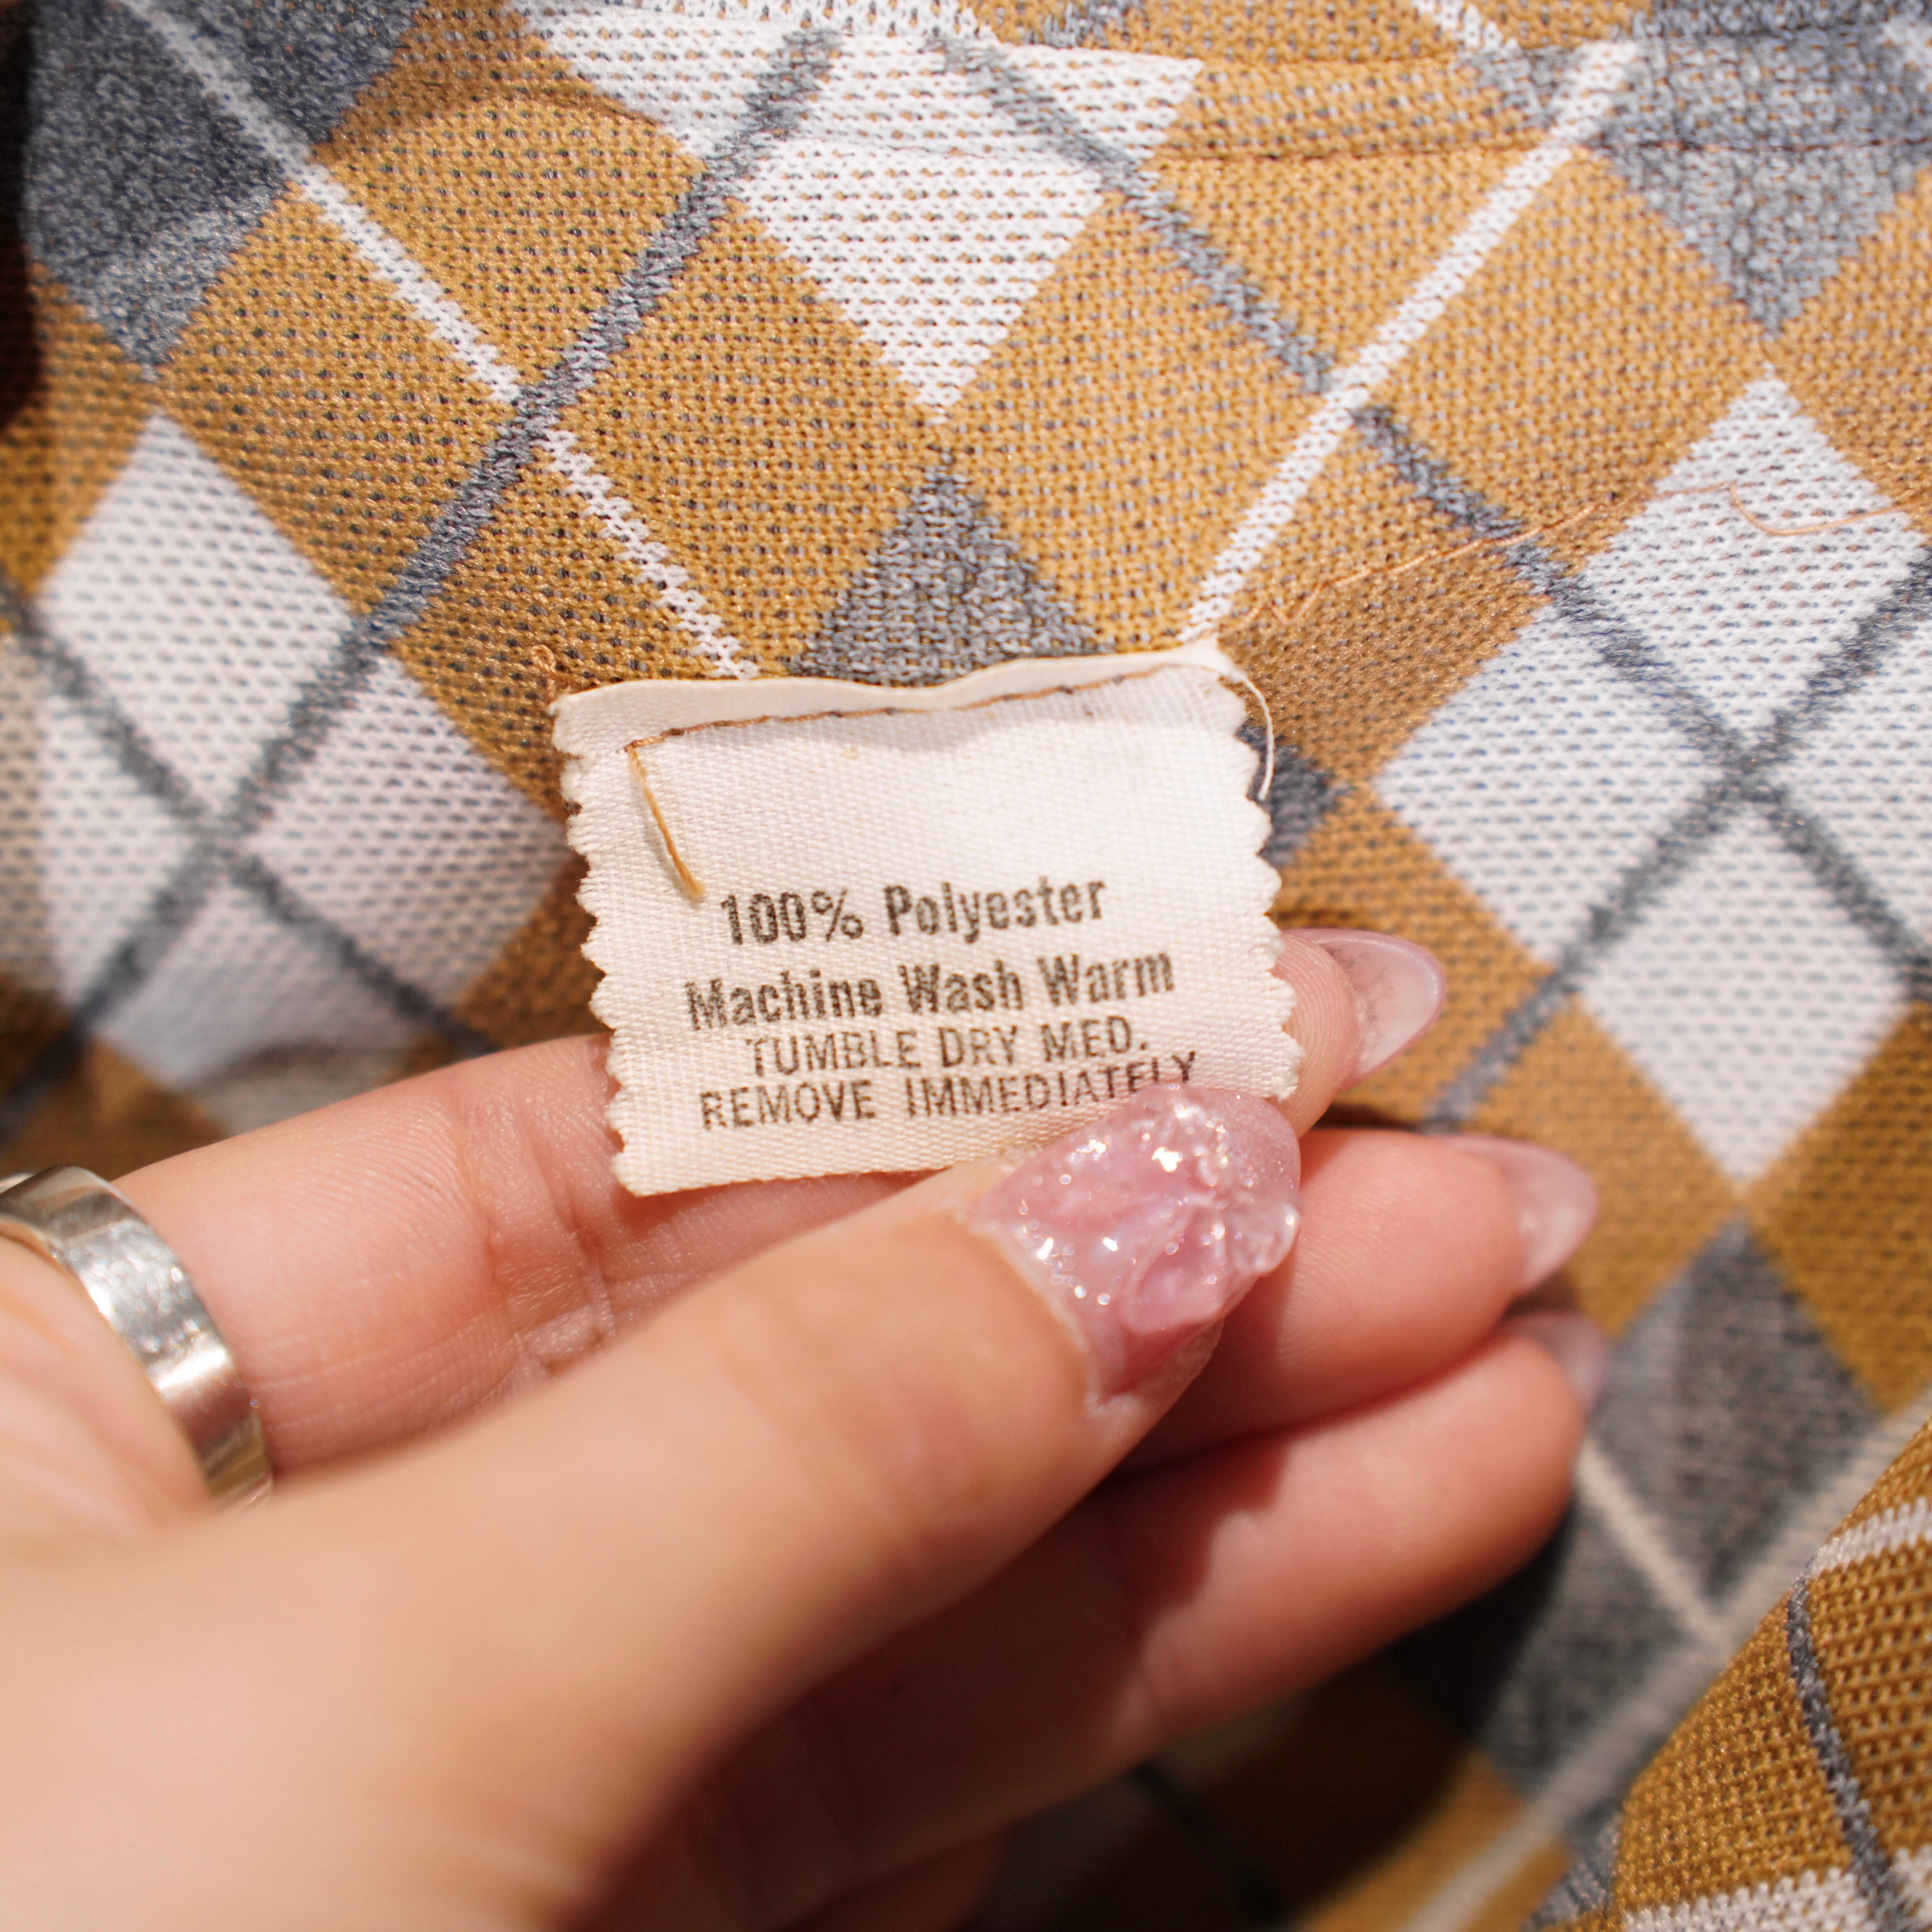 100% Polyester
Machine Wash Warm
TUMBLE DRY MED.
REMOVE IMMEDIATELY